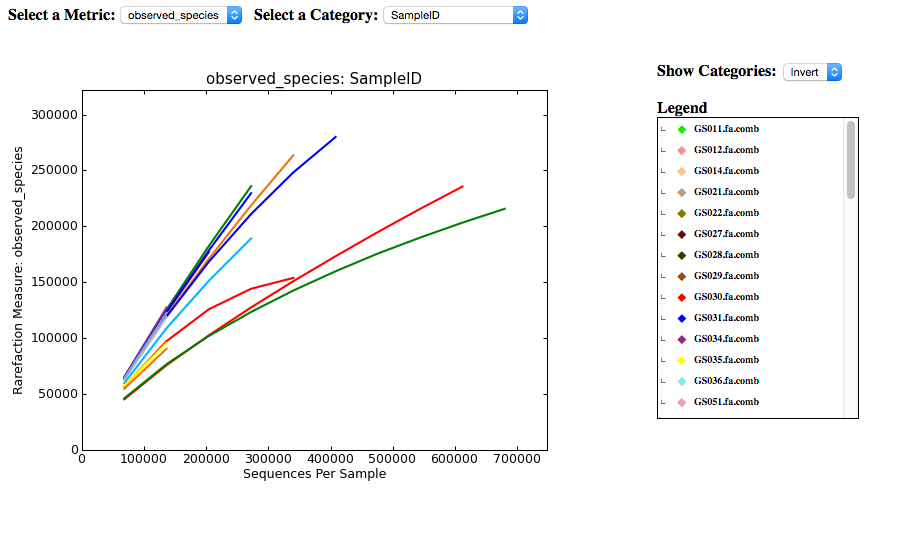 Select a Metric: observed_species Select a Category: SampleID
observed_species: SampleID
Show Categories: Invert
Legend
GS011.fa.comb
GS012.fa.comb
GS014.fa.comb
GS021.fa.comb
GS022.fa.comb
GS027.fa.comb
GS028.fa.comb
GS029.fa.comb
GS030.fa.comb
GS031.fa.comb
GS034.fa.comb
GS035.fa.comb
GS036.fa.comb
GS051.fa.comb
Rarefaction Measure: observed_species
300000
250000
200000
150000
100000
50000
0
0 100000 200000 300000 400000 500000 600000 700000
Sequences Per Sample